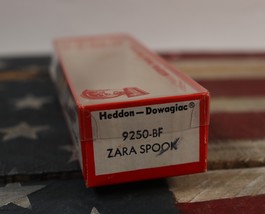 Heddon—Dowagiac®
9250-BF
ZARA SPOOK